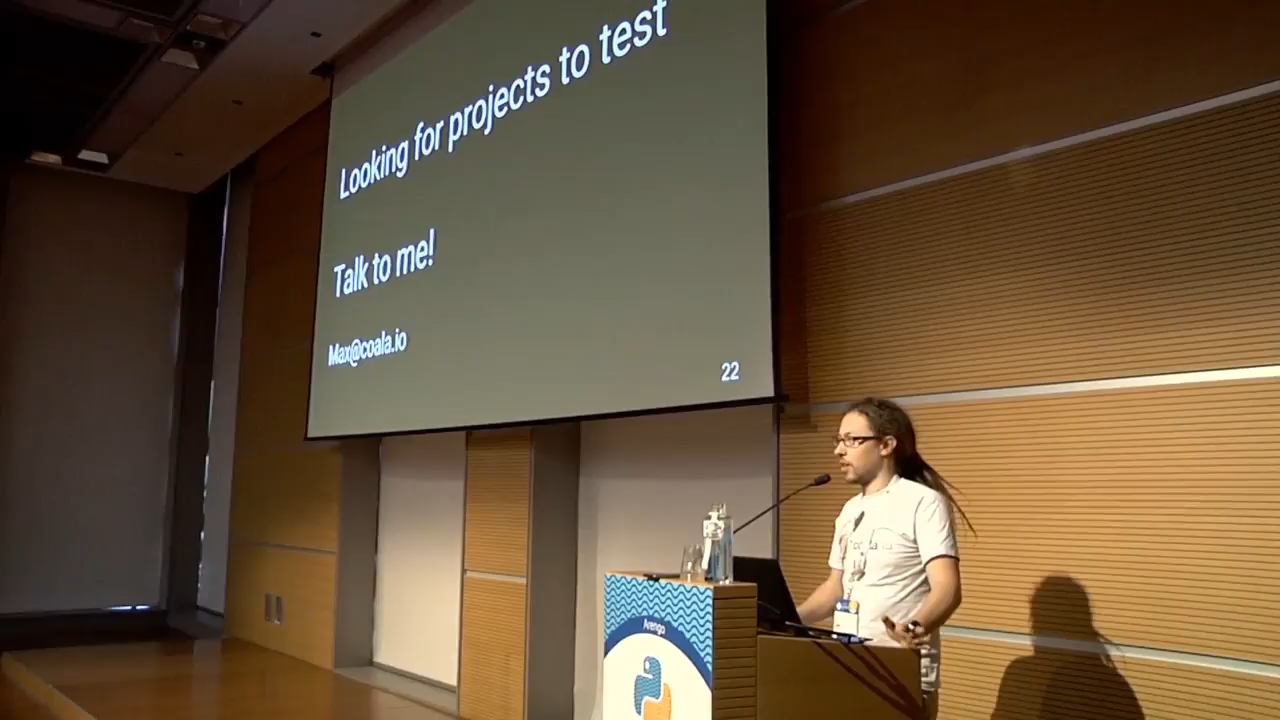 Looking for projects to test
Talk to me!
Max@coala.io
22
Arengo